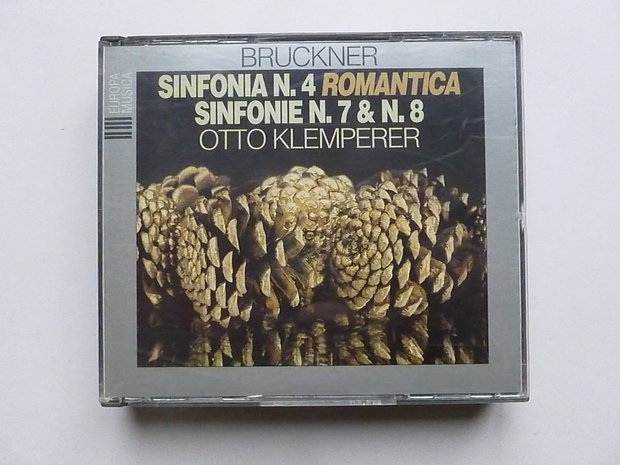 BRUCKNER
SINFONIA N. 4 ROMANTICA
SINFONIE N. 7 & N. 8
OTTO KLEMPERER
EUROPA
MUSICA